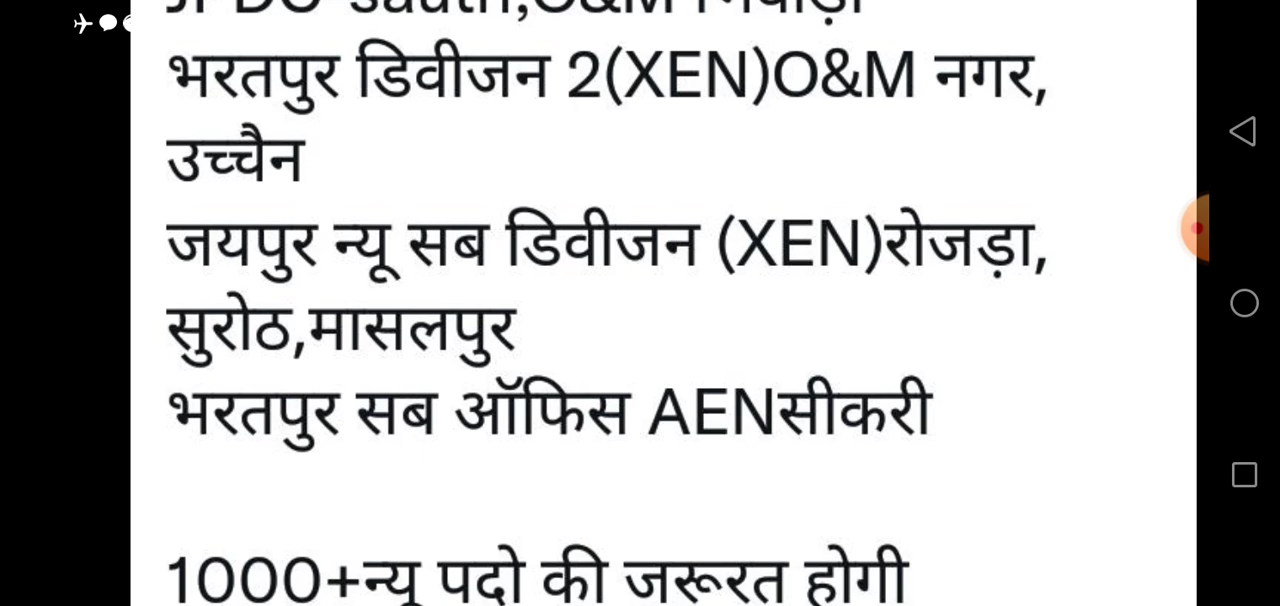 भरतपुर डिवीजन 2(XEN)O&M नगर,
उच्चैन
जयपुर न्यू सब डिवीजन (XEN)रोजड़ा,
सुरोठ,मासलपुर
भरतपुर सब ऑफिस AENसीकरी
1000+न्यू पदो की जरूरत होगी